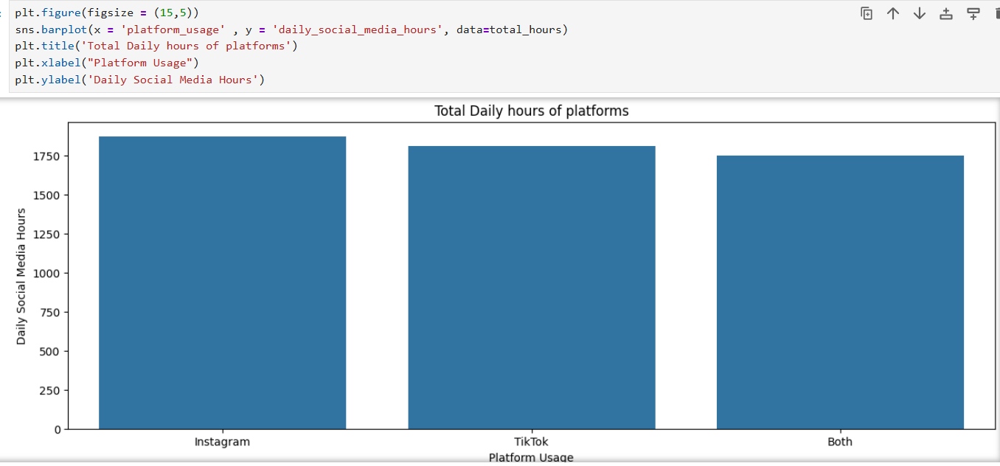 plt.figure(figsize = (15,5))
sns.barplot(x = 'platform_usage' , y = 'daily_social_media_hours', data=total_hours)
plt.title('Total Daily hours of platforms')
plt.xlabel("Platform Usage")
plt.ylabel('Daily Social Media Hours')
Total Daily hours of platforms
1750
1500
1250
1000
750
500
250
0
Daily Social Media Hours
Instagram TikTok Both
Platform Usage